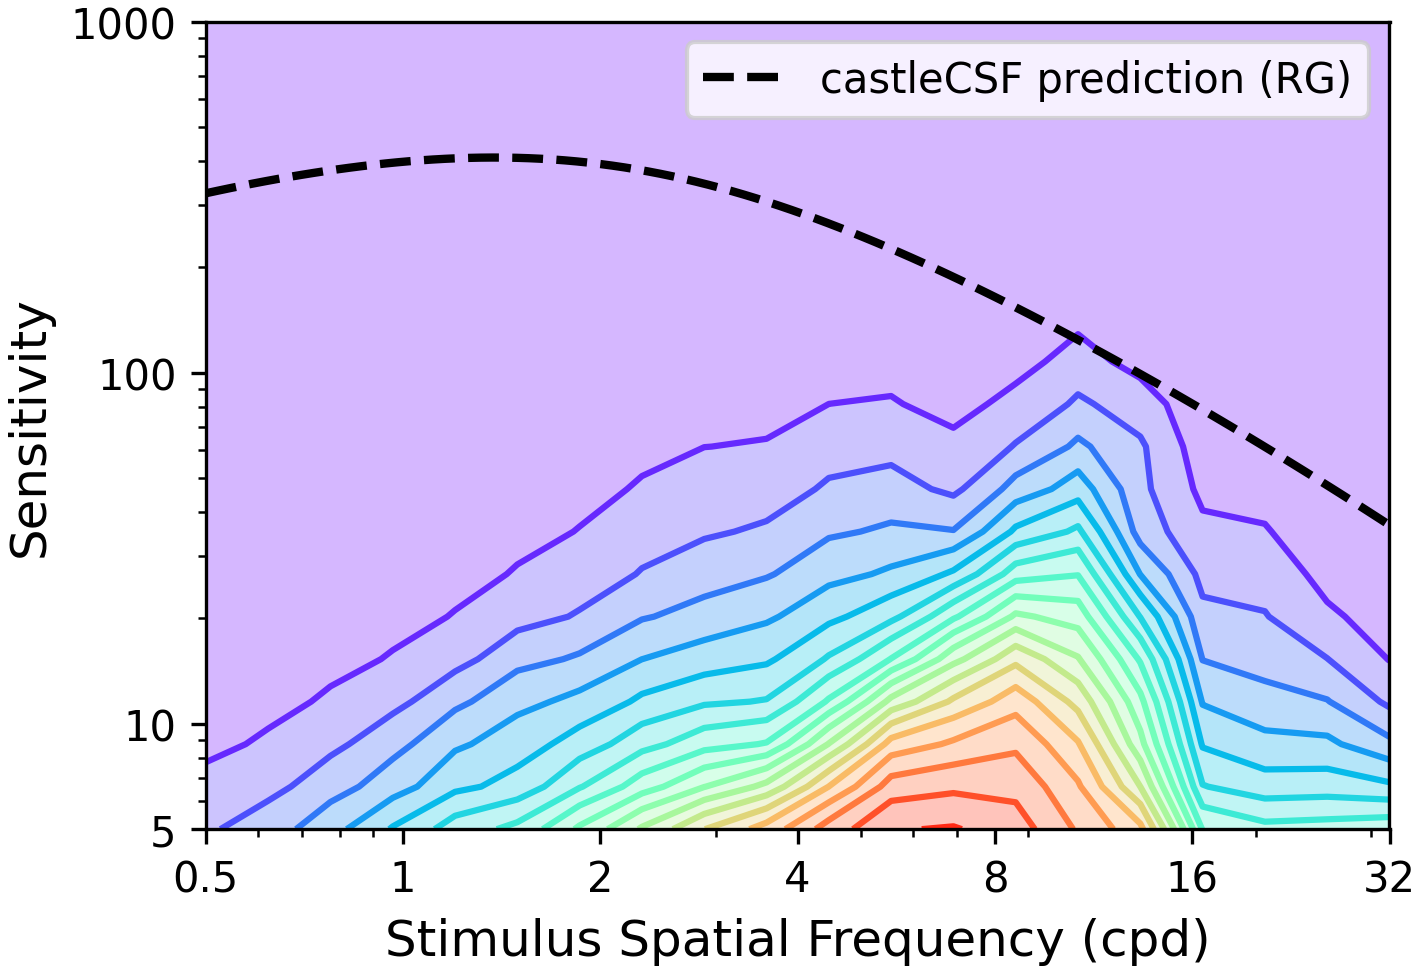 1000
castleCSF prediction (RG)
Sensitivity
100
10
5
0.5 1 2 4 8 16 32
Stimulus Spatial Frequency (cpd)